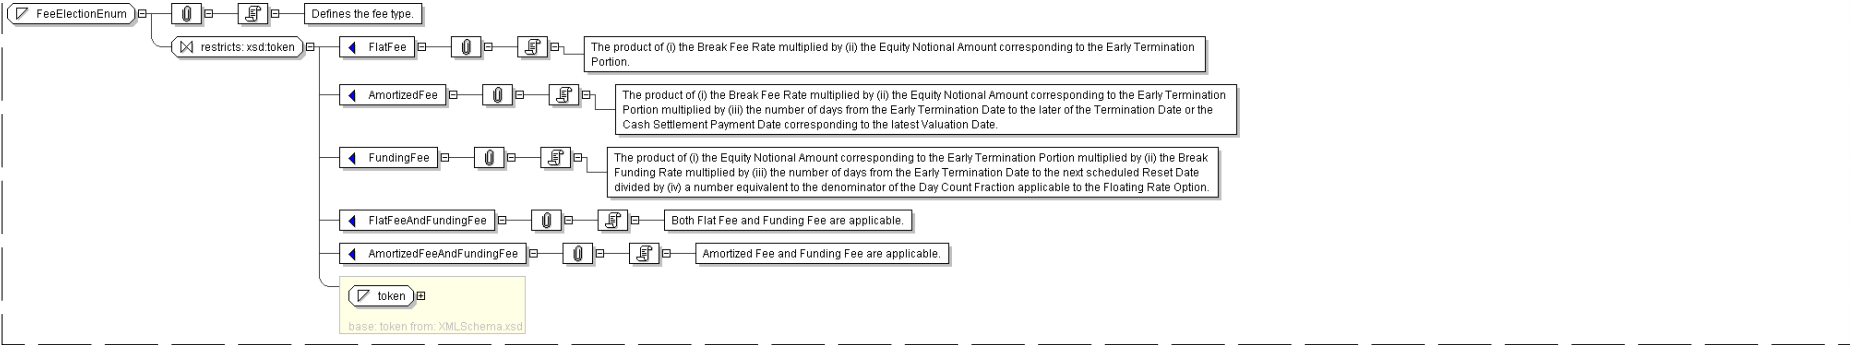 FeeElectionEnum
Defines the fee type.
restricts: xsd:token
FlatFee
The product of (i) the Break Fee Rate multiplied by (ii) the Equity Notional Amount corresponding to the Early Termination
Portion.
AmortizedFee
The product of (i) the Break Fee Rate multiplied by (ii) the Equity Notional Amount corresponding to the Early Termination
Portion multiplied by (iii) the number of days from the Early Termination Date to the later of the Termination Date or the
Cash Settlement Payment Date corresponding to the latest Valuation Date.
FundingFee
The product of (i) the Equity Notional Amount corresponding to the Early Termination Portion multiplied by (ii) the Break
Funding Rate multiplied by (iii) the number of days from the Early Termination Date to the next scheduled Reset Date
divided by (iv) a number equivalent to the denominator of the Day Count Fraction applicable to the Floating Rate Option.
FlatFeeAndFundingFee
Both Flat Fee and Funding Fee are applicable.
AmortizedFeeAndFundingFee
Amortized Fee and Funding Fee are applicable.
token
base: token from: XMLSchema.xsd